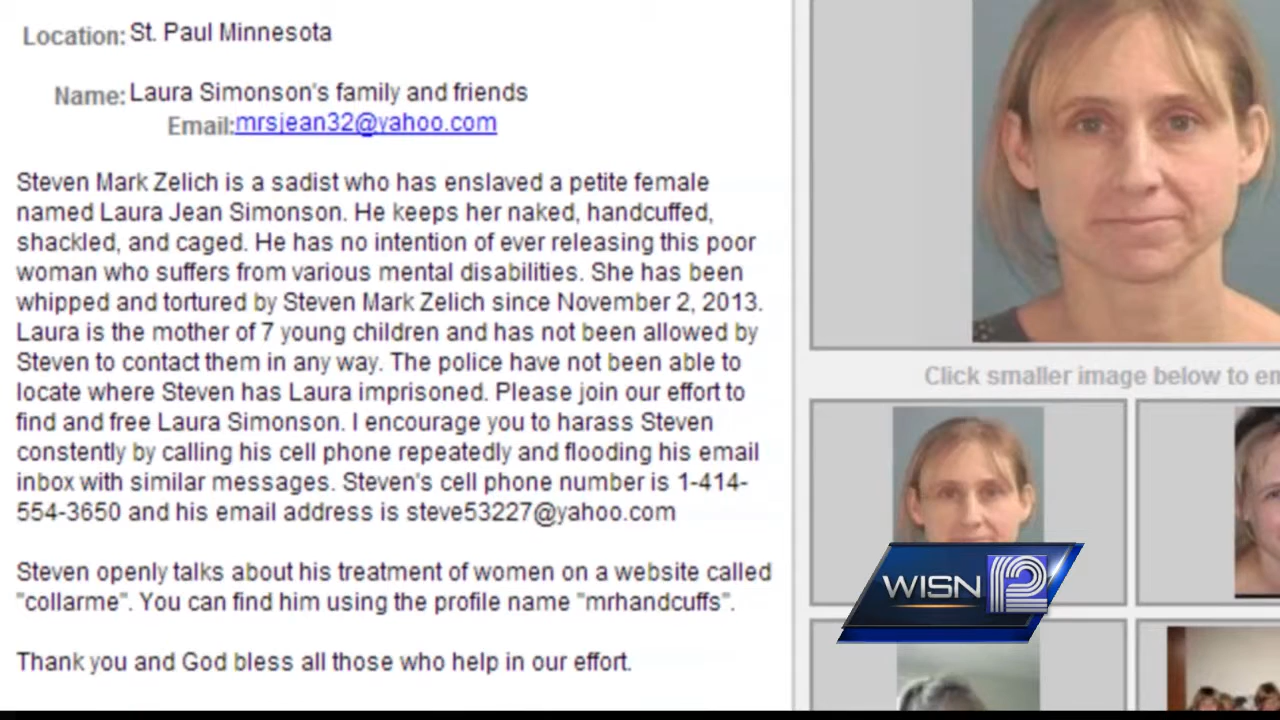 Location: St. Paul Minnesota
Name: Laura Simonson's family and friends
Email:mrsjean32@yahoo.com
Steven Mark Zelich is a sadist who has enslaved a petite female
named Laura Jean Simonson. He keeps her naked, handcuffed,
shackled, and caged. He has no intention of ever releasing this poor
woman who suffers from various mental disabilities. She has been
whipped and tortured by Steven Mark Zelich since November 2, 2013.
Laura is the mother of 7 young children and has not been allowed by
Steven to contact them in any way. The police have not been able to
locate where Steven has Laura imprisoned. Please join our effort to
find and free Laura Simonson. I encourage you to harass Steven
constently by calling his cell phone repeatedly and flooding his email
inbox with similar messages. Steven's cell phone number is 1-414-
554-3650 and his email address is steve53227@yahoo.com
Steven openly talks about his treatment of women on a website called
"collarme". You can find him using the profile name "mrhandcuffs".
Thank you and God bless all those who help in our effort.
Click smaller image below to en
WISN 12